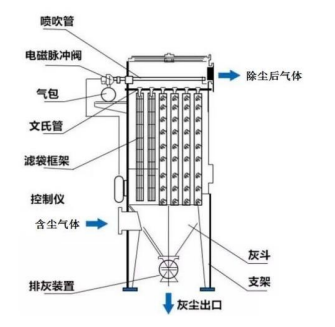 喷吹管
电磁脉冲阀
除尘后气体
气包
文氏管
滤袋框架
控制仪
含尘气体
灰斗
排灰装置
支架
灰尘出口